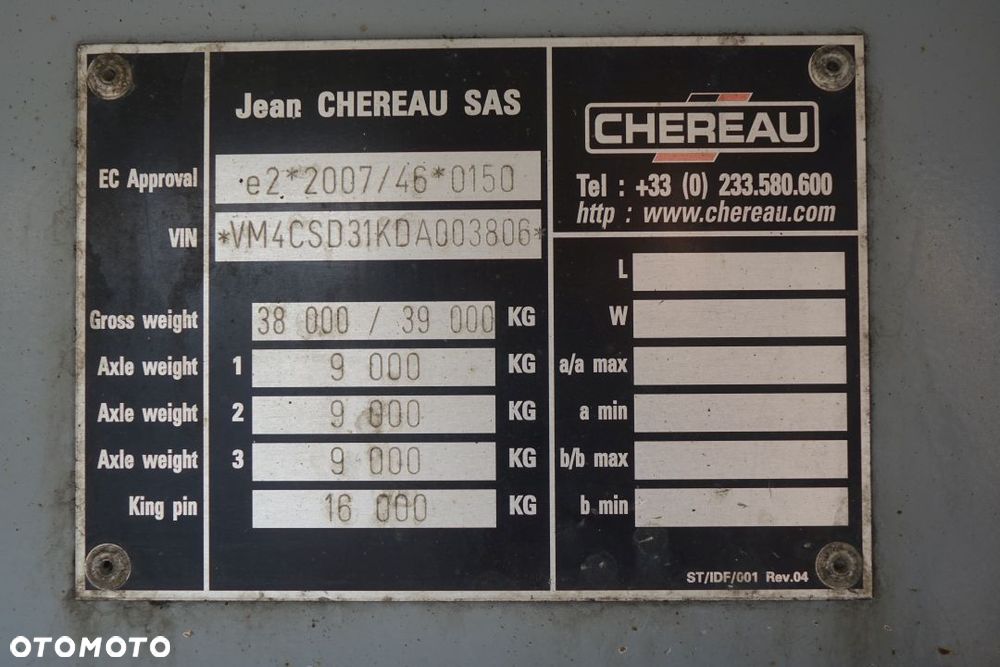 Jean CHEREAU SAS
EC Approval e2*2007/46*0150
VIN *VM4CSD31KDA003806*
Gross weight 38 000 / 39 000 KG
Axle weight 1 9 000 KG
Axle weight 2 9 000 KG
Axle weight 3 9 000 KG
King pin 16 000 KG
CHEREAU
Tel : +33 (0) 233.580.600
http : www.chereau.com
L
W
a/a max
a min
b/b max
b min
ST/IDF/001 Rev.04
OTOMOTO